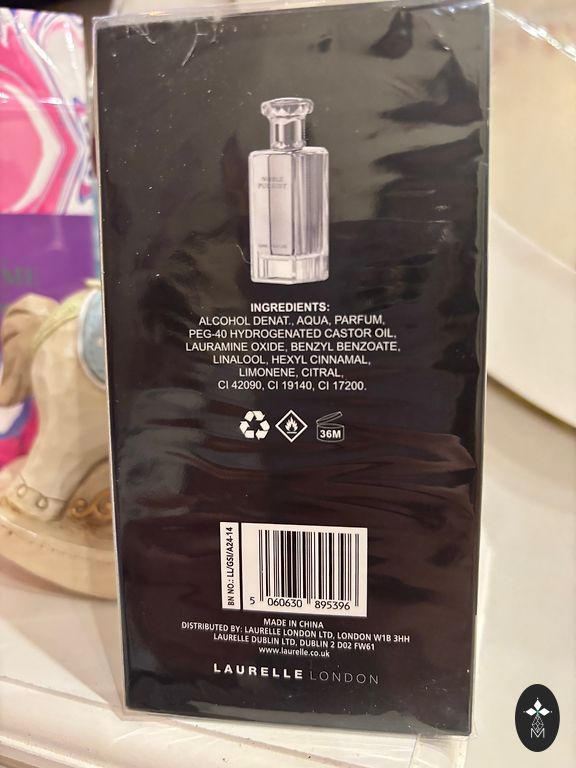 NOBLE
PURSUIT
INGREDIENTS:
ALCOHOL DENAT., AQUA, PARFUM,
PEG-40 HYDROGENATED CASTOR OIL,
LAURAMINE OXIDE, BENZYL BENZOATE,
LINALOOL, HEXYL CINNAMAL,
LIMONENE, CITRAL,
CI 42090, CI 19140, CI 17200.
36M
BN NO.: LL/GSI/A24-14
5 060630 895396
MADE IN CHINA
DISTRIBUTED BY: LAURELLE LONDON LTD, LONDON W1B 3HH
LAURELLE DUBLIN LTD, DUBLIN 2 D02 FW61
www.laurelle.co.uk
LAURELLE LONDON